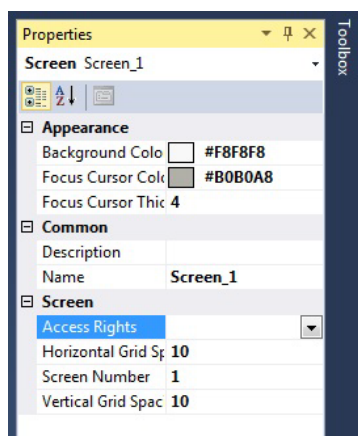 Properties
Toolbox
Screen Screen_1
Appearance
Background Colo #F8F8F8
Focus Cursor Colo #B0B0A8
Focus Cursor Thic 4
Common
Description
Name Screen_1
Screen
Access Rights
Horizontal Grid Sp 10
Screen Number 1
Vertical Grid Spac 10